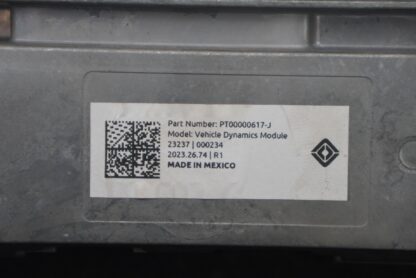 Part Number: PT00000617-J
Model: Vehicle Dynamics Module
23237 | 000234
2023.26.74 | R1
MADE IN MEXICO